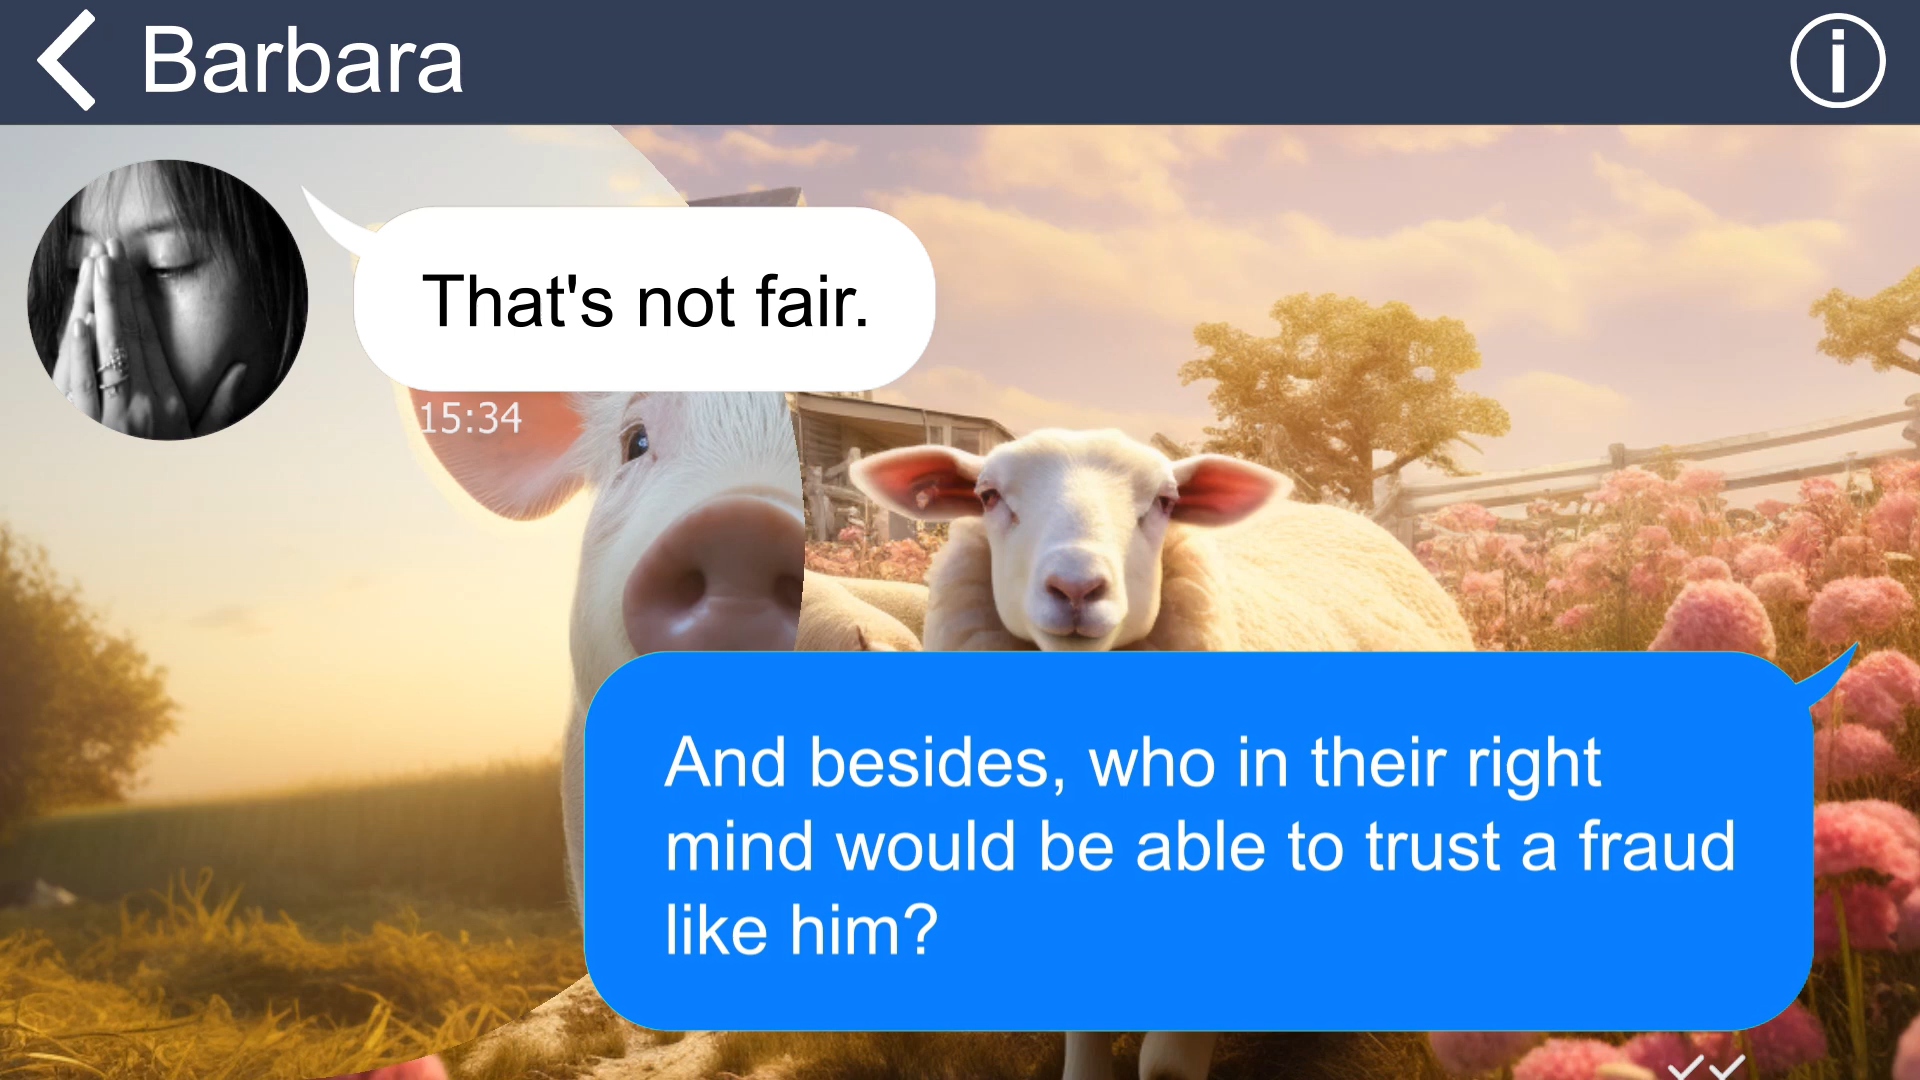 Barbara
That's not fair.
15:34
And besides, who in their right
mind would be able to trust a fraud
like him?